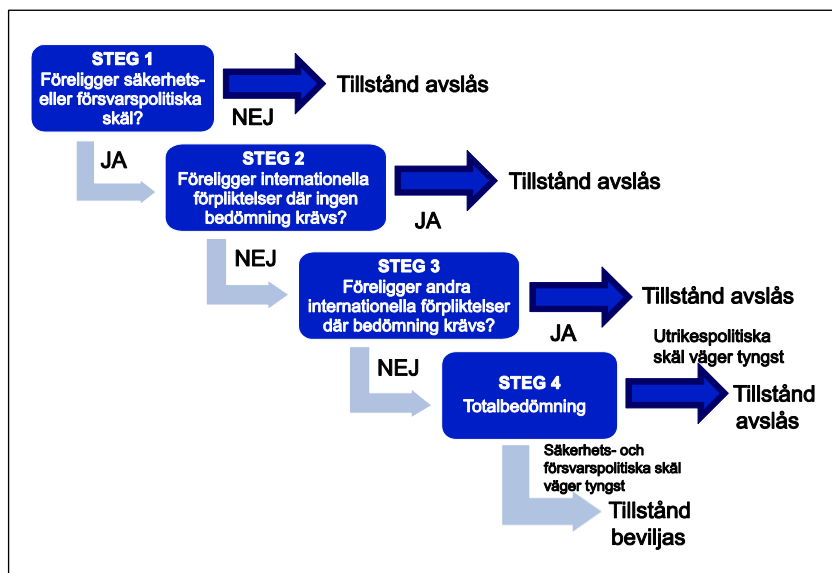 STEG 1
Föreligger säkerhets-
eller försvarspolitiska
skäl?
NEJ
Tillstånd avslås
JA
STEG 2
Föreligger internationella
förpliktelser där ingen
bedömning krävs?
JA
Tillstånd avslås
NEJ
STEG 3
Föreligger andra
internationella förpliktelser
där bedömning krävs?
JA
Tillstånd avslås
NEJ
STEG 4
Totalbedömning
Utrikespolitiska
skäl väger tyngst
Tillstånd
avslås
Säkerhets- och
försvarspolitiska skäl
väger tyngst
Tillstånd
beviljas